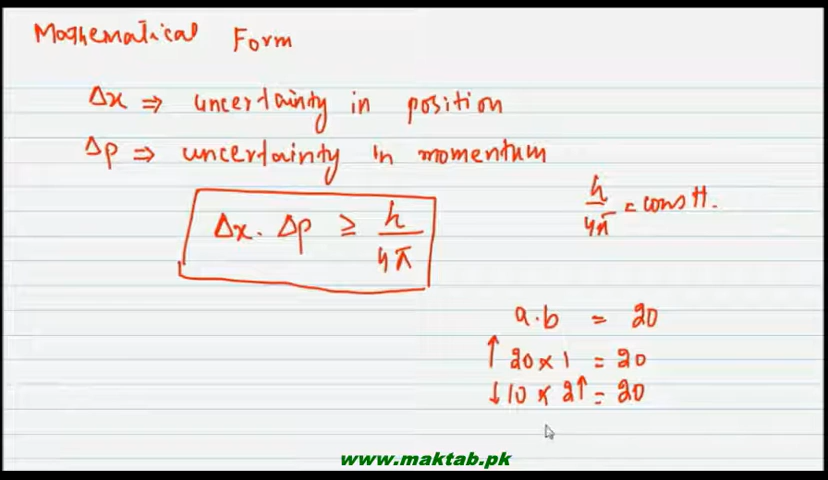 Mathematical Form
Δx ⇒ uncertainty in position
Δp ⇒ uncertainty in momentum
Δx. Δp ≥ h/4π
h/4π = constt.
a.b = 20
↑20 × 1 = 20
↓10 × 2↑ = 20
www.maktab.pk